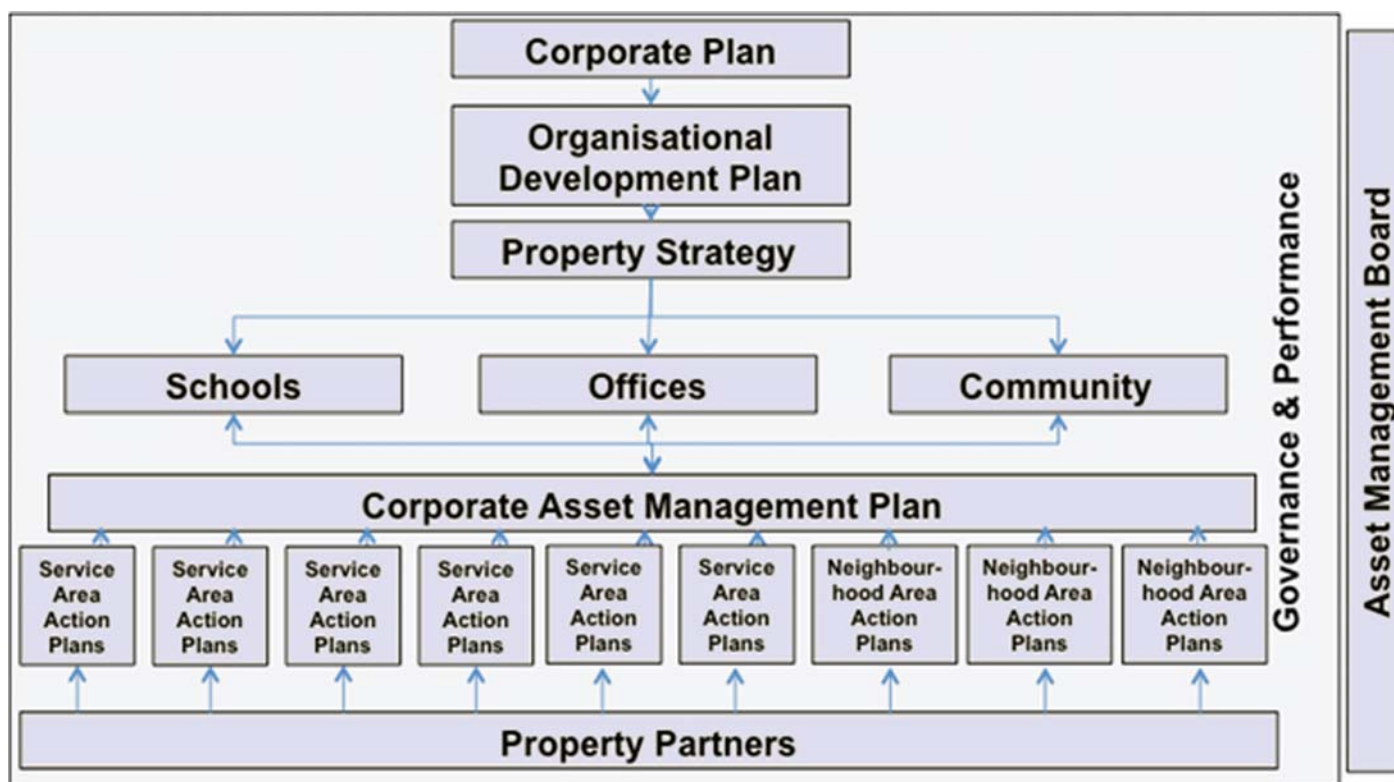 Corporate Plan
Organisational
Development Plan
Property Strategy
Schools
Offices
Community
Corporate Asset Management Plan
Service
Area
Action
Plans
Service
Area
Action
Plans
Service
Area
Action
Plans
Service
Area
Action
Plans
Service
Area
Action
Plans
Service
Area
Action
Plans
Neighbour-
hood Area
Action
Plans
Neighbour-
hood Area
Action
Plans
Neighbour-
hood Area
Action
Plans
Property Partners
Governance & Performance
Asset Management Board